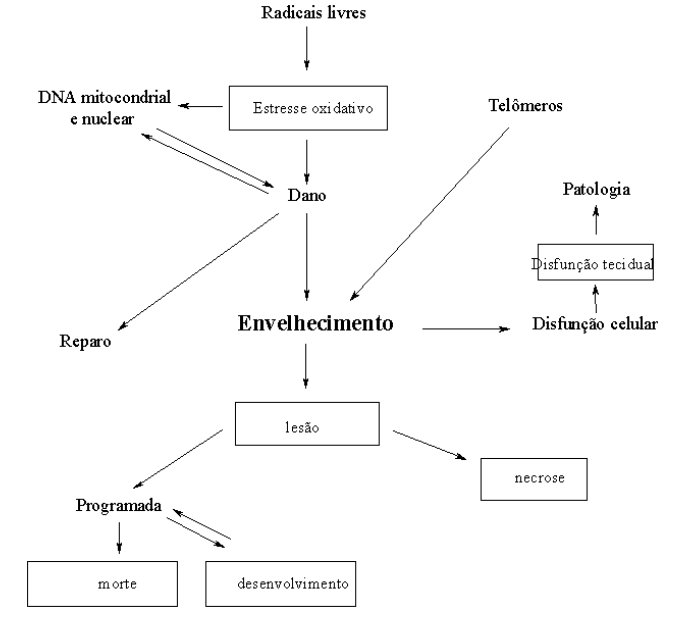 Radicais livres
DNA mitocondrial
e nuclear
Estresse oxidativo
Telômeros
Dano
Patologia
Disfunção tecidual
Envelhecimento
Disfunção celular
Reparo
lesão
necrose
Programada
morte
desenvolvimento